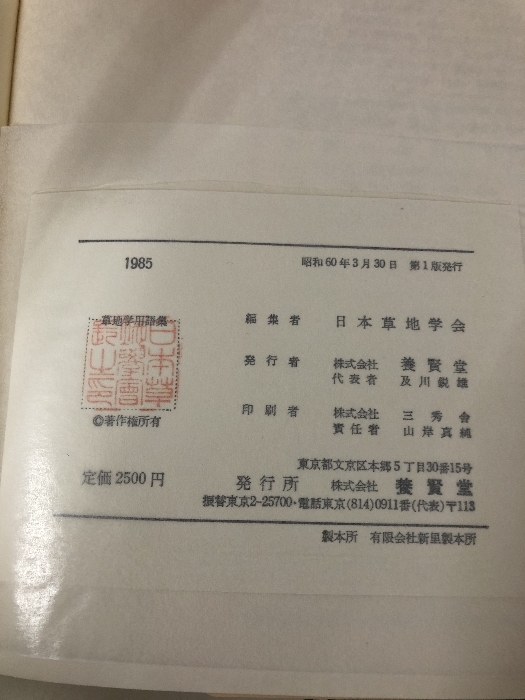 1985
昭和60年3月30日 第1版発行
草地学用語集
©著作権所有
定価 2500 円
編集者 日本草地学会
発行者 株式会社 養賢堂
代表者 及川鋭雄
印刷者 株式会社 三秀舎
責任者 山岸真純
東京都文京区本郷5丁目30番15号
発行所 株式会社 養賢堂
振替東京2-25700・電話東京(814)0911番(代表)〒113
製本所 有限会社新里製本所